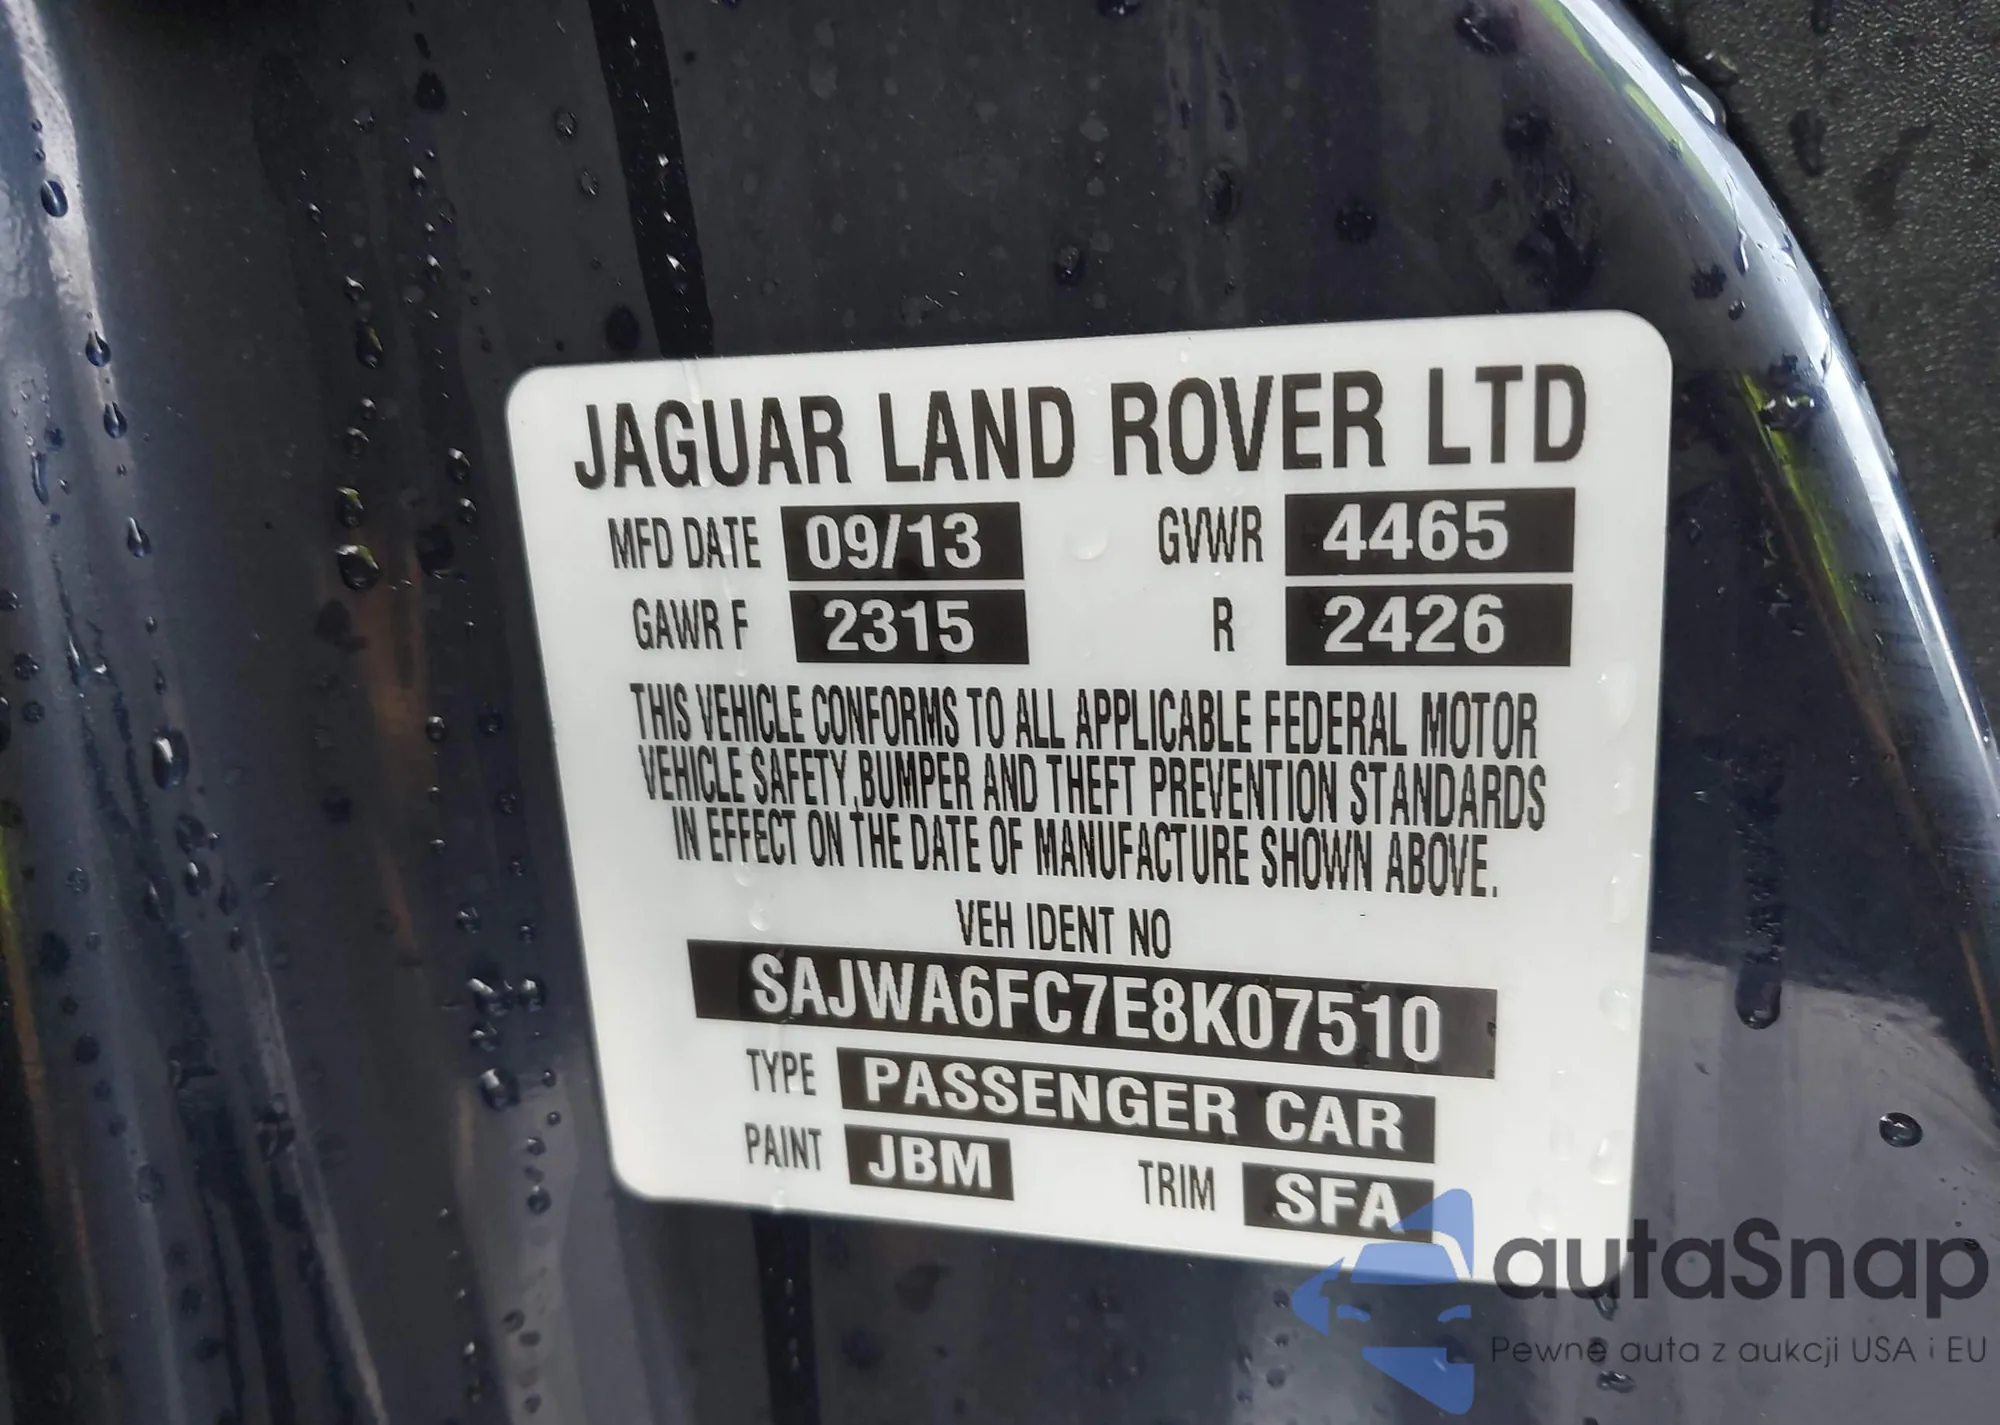 JAGUAR LAND ROVER LTD
MFD DATE 09/13 GVWR 4465
GAWR F 2315 R 2426
THIS VEHICLE CONFORMS TO ALL APPLICABLE FEDERAL MOTOR
VEHICLE SAFETY, BUMPER AND THEFT PREVENTION STANDARDS
IN EFFECT ON THE DATE OF MANUFACTURE SHOWN ABOVE.
VEH IDENT NO
SAJWA6FC7E8K07510
TYPE PASSENGER CAR
PAINT JBM TRIM SFA
autaSnap
Pewne auta z aukcji USA i EU